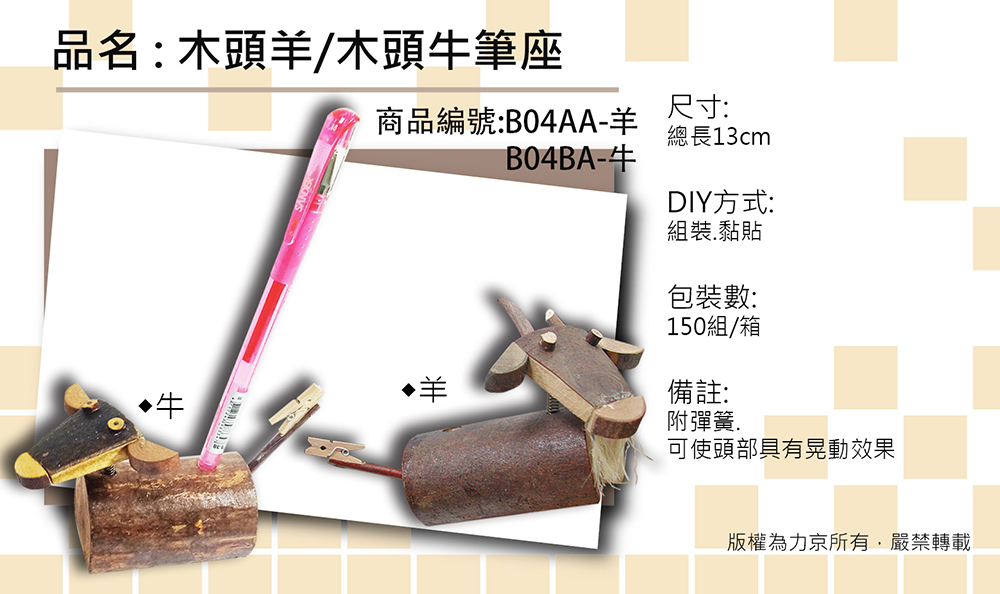 品名 : 木頭羊/木頭牛筆座
商品編號:B04AA-羊
B04BA-牛
尺寸:
總長13cm
DIY方式:
組裝.黏貼
包裝數:
150組/箱
備註:
附彈簧.
可使頭部具有晃動效果
◆牛
◆羊
版權為力京所有，嚴禁轉載